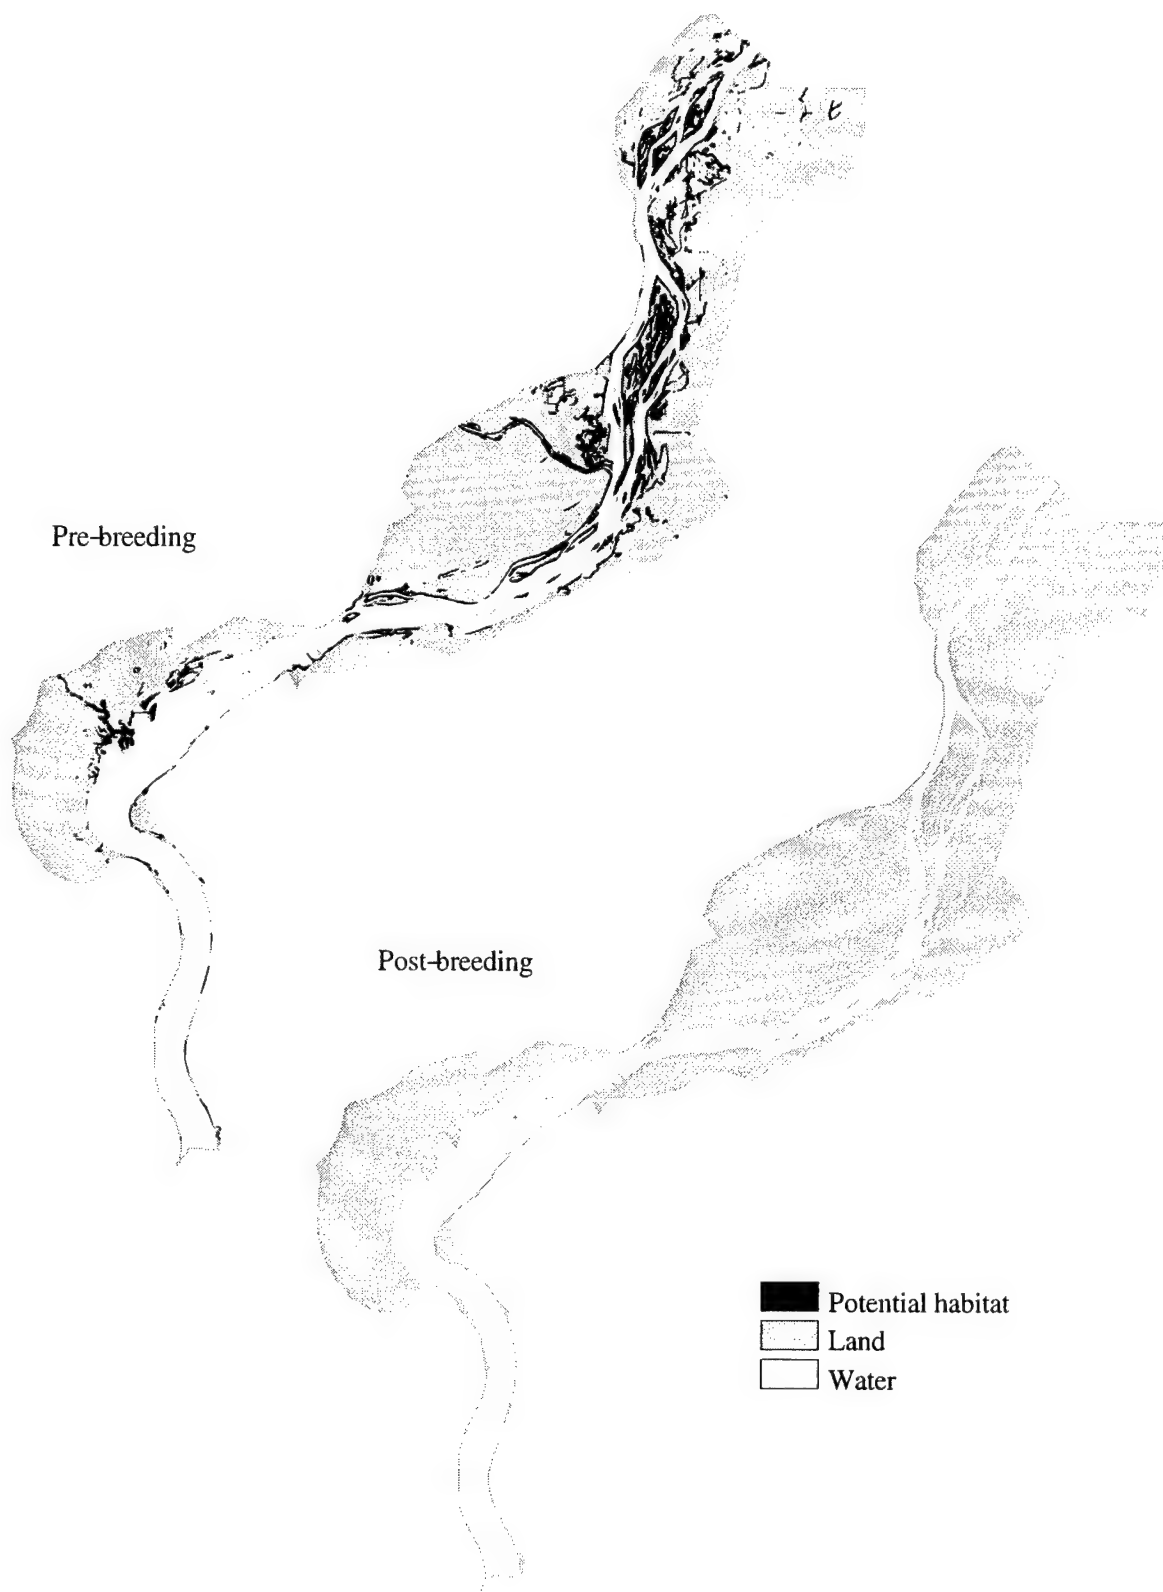 Pre-breeding
Post-breeding
Potential habitat
Land
Water